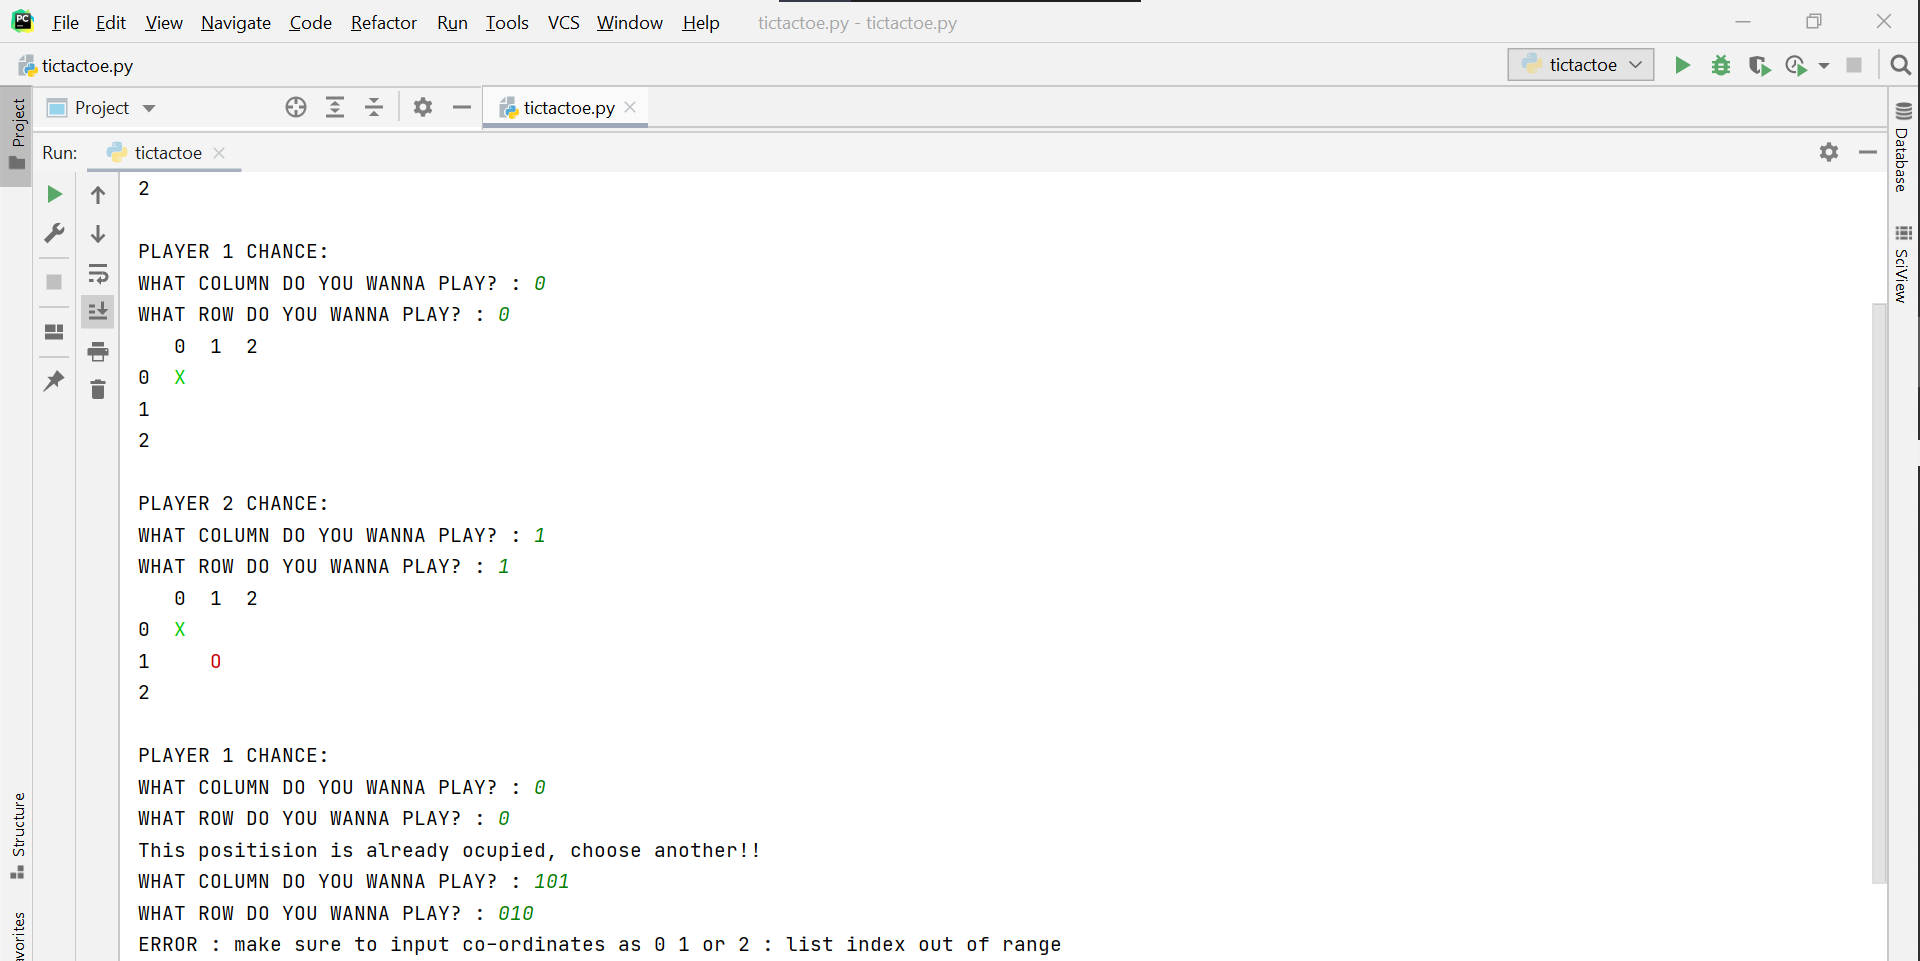 PC File Edit View Navigate Code Refactor Run Tools VCS Window Help tictactoe.py - tictactoe.py
tictactoe.py tictactoe
Project Project tictactoe.py
Run: tictactoe
2
PLAYER 1 CHANCE:
WHAT COLUMN DO YOU WANNA PLAY? : 0
WHAT ROW DO YOU WANNA PLAY? : 0
0 1 2
0 X
1
2
PLAYER 2 CHANCE:
WHAT COLUMN DO YOU WANNA PLAY? : 1
WHAT ROW DO YOU WANNA PLAY? : 1
0 1 2
0 X
1 O
2
PLAYER 1 CHANCE:
WHAT COLUMN DO YOU WANNA PLAY? : 0
WHAT ROW DO YOU WANNA PLAY? : 0
This positision is already ocupied, choose another!!
WHAT COLUMN DO YOU WANNA PLAY? : 101
WHAT ROW DO YOU WANNA PLAY? : 010
ERROR : make sure to input co-ordinates as 0 1 or 2 : list index out of range
Structure
avorites
Database
SciView